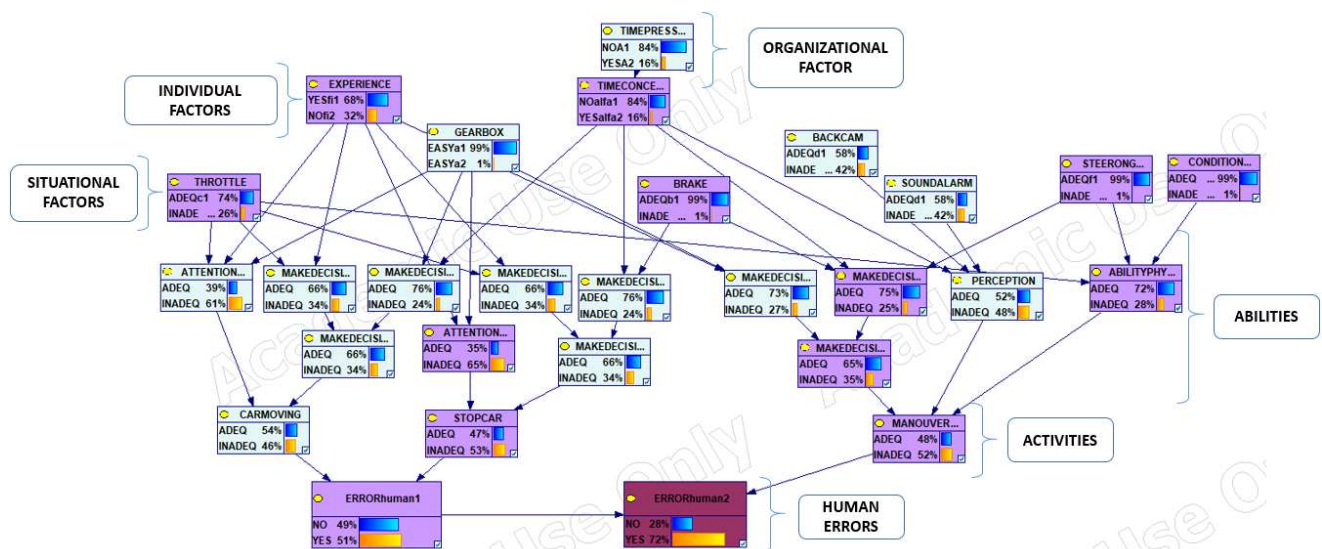 TIMEPRESS...
NOA1 84%
YESA2 16%
ORGANIZATIONAL
FACTOR
INDIVIDUAL
FACTORS
EXPERIENCE
YESfi1 68%
NOfi2 32%
TIMECONCE...
NOalfa1 84%
YESalfa2 16%
GEARBOX
EASYa1 99%
EASYa2 1%
BACKCAM
ADEQd1 58%
INADE ... 42%
SITUATIONAL
FACTORS
THROTTLE
ADEQc1 74%
INADE ... 26%
BRAKE
ADEQb1 99%
INADE ... 1%
SOUNDALARM
ADEQd1 58%
INADE ... 42%
STEERONG...
ADEQf1 99%
INADE ... 1%
CONDITION...
ADEQ ... 99%
INADE ... 1%
ATTENTION...
ADEQ 39%
INADEQ 61%
MAKEDECISI...
ADEQ 66%
INADEQ 34%
MAKEDECISI...
ADEQ 76%
INADEQ 24%
MAKEDECISI...
ADEQ 66%
INADEQ 34%
MAKEDECISI...
ADEQ 76%
INADEQ 24%
MAKEDECISI...
ADEQ 73%
INADEQ 27%
MAKEDECISI...
ADEQ 75%
INADEQ 25%
PERCEPTION
ADEQ 52%
INADEQ 48%
ABILITYPHY...
ADEQ 72%
INADEQ 28%
ABILITIES
MAKEDECISI...
ADEQ 66%
INADEQ 34%
ATTENTION...
ADEQ 35%
INADEQ 65%
MAKEDECISI...
ADEQ 66%
INADEQ 34%
MAKEDECISI...
ADEQ 65%
INADEQ 35%
CARMOVING
ADEQ 54%
INADEQ 46%
STOPCAR
ADEQ 47%
INADEQ 53%
MANOUVER...
ADEQ 48%
INADEQ 52%
ACTIVITIES
ERRORhuman1
NO 49%
YES 51%
ERRORhuman2
NO 28%
YES 72%
HUMAN
ERRORS
Academic Use Only
Academic Use Only